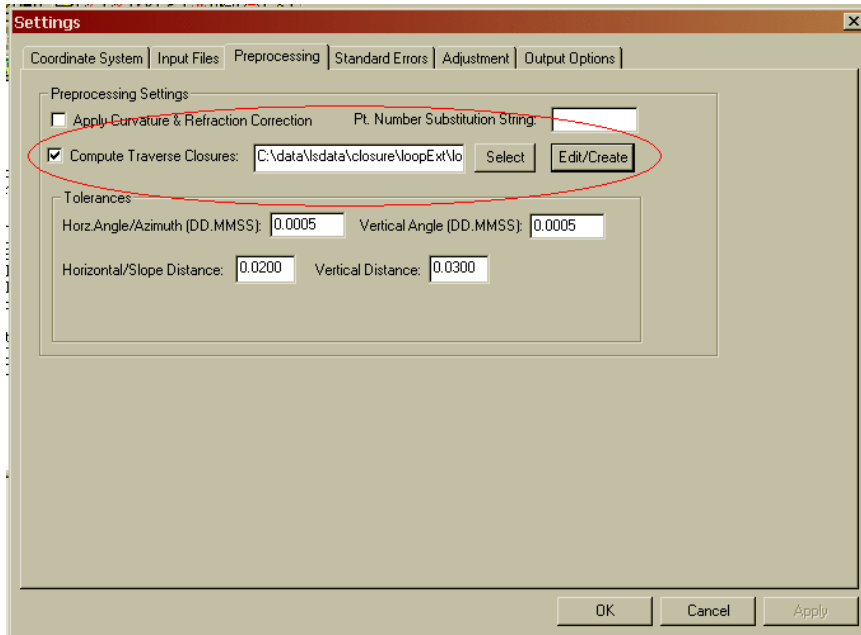 Settings
Coordinate System Input Files Preprocessing Standard Errors Adjustment Output Options
Preprocessing Settings
Apply Curvature & Refraction Correction Pt. Number Substitution String:
Compute Traverse Closures: C:\data\lsdata\closure\loopExt\lo Select Edit/Create
Tolerances
Horz.Angle/Azimuth (DD.MMSS): 0.0005 Vertical Angle (DD.MMSS): 0.0005
Horizontal/Slope Distance: 0.0200 Vertical Distance: 0.0300
OK Cancel Apply